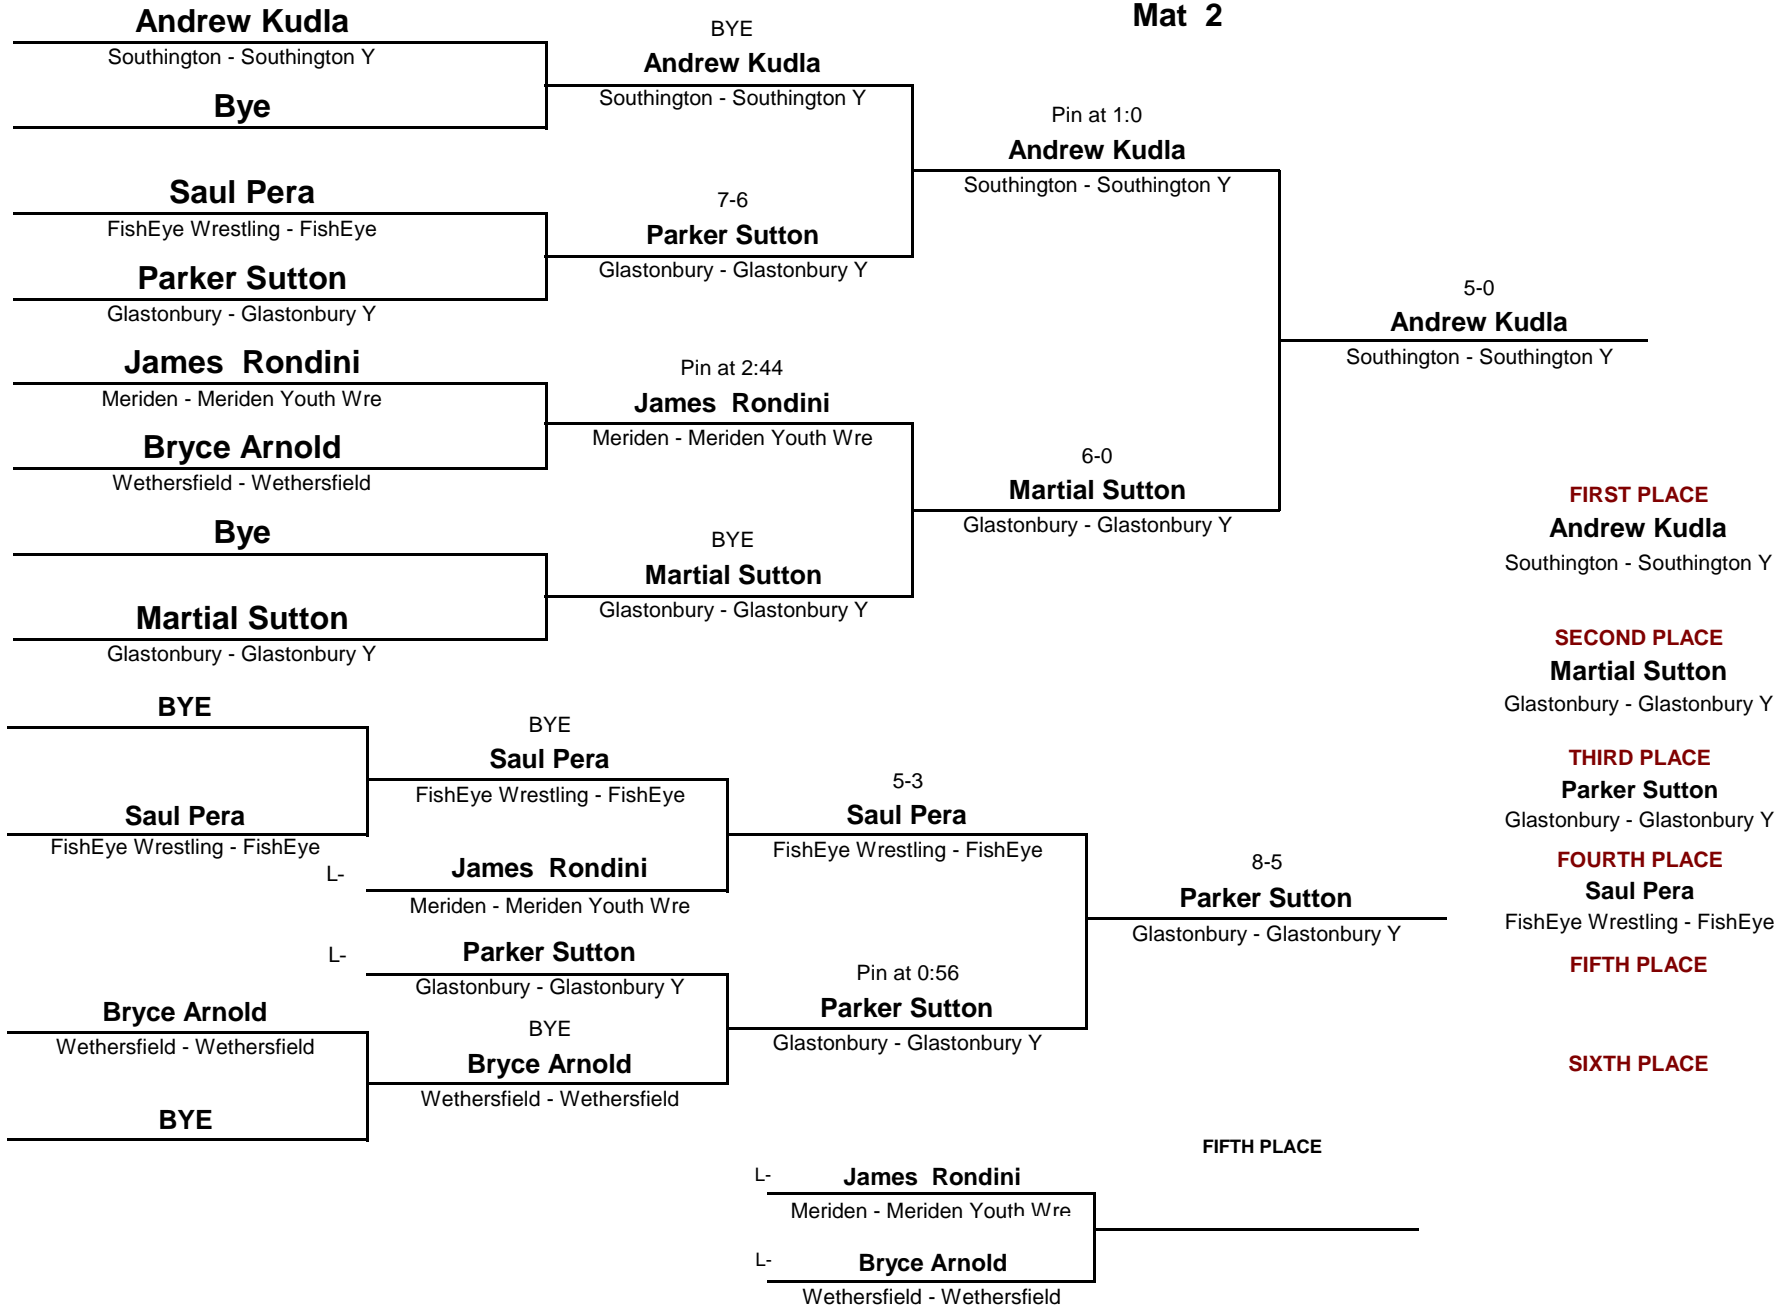 Mat 2
Andrew Kudla
Southington - Southington Y
Bye
Saul Pera
FishEye Wrestling - FishEye
Parker Sutton
Glastonbury - Glastonbury Y
James Rondini
Meriden - Meriden Youth Wre
Bryce Arnold
Wethersfield - Wethersfield
Bye
Martial Sutton
Glastonbury - Glastonbury Y
BYE
Andrew Kudla
Southington - Southington Y
7-6
Parker Sutton
Glastonbury - Glastonbury Y
Pin at 2:44
James Rondini
Meriden - Meriden Youth Wre
BYE
Martial Sutton
Glastonbury - Glastonbury Y
Pin at 1:0
Andrew Kudla
Southington - Southington Y
6-0
Martial Sutton
Glastonbury - Glastonbury Y
5-0
Andrew Kudla
Southington - Southington Y
FIRST PLACE
Andrew Kudla
Southington - Southington Y
SECOND PLACE
Martial Sutton
Glastonbury - Glastonbury Y
THIRD PLACE
Parker Sutton
Glastonbury - Glastonbury Y
FOURTH PLACE
Saul Pera
FishEye Wrestling - FishEye
FIFTH PLACE
SIXTH PLACE
BYE
Saul Pera
FishEye Wrestling - FishEye
Bryce Arnold
Wethersfield - Wethersfield
BYE
BYE
Saul Pera
FishEye Wrestling - FishEye
L-
James Rondini
Meriden - Meriden Youth Wre
L-
Parker Sutton
Glastonbury - Glastonbury Y
BYE
Bryce Arnold
Wethersfield - Wethersfield
5-3
Saul Pera
FishEye Wrestling - FishEye
Pin at 0:56
Parker Sutton
Glastonbury - Glastonbury Y
8-5
Parker Sutton
Glastonbury - Glastonbury Y
FIFTH PLACE
L-
James Rondini
Meriden - Meriden Youth Wre
L-
Bryce Arnold
Wethersfield - Wethersfield